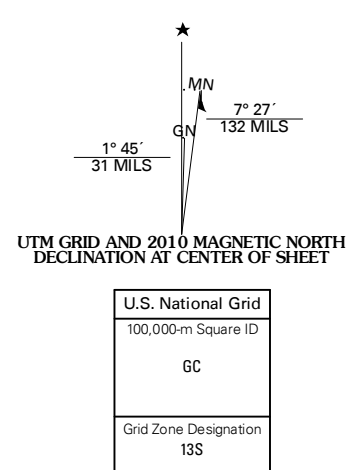 MN
7° 27´
132 MILS
GN
1° 45´
31 MILS
UTM GRID AND 2010 MAGNETIC NORTH
DECLINATION AT CENTER OF SHEET
U.S. National Grid
100,000-m Square ID
GC
Grid Zone Designation
13S